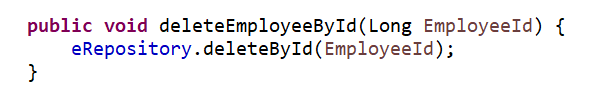 public void deleteEmployeeById(Long EmployeeId) {
    eRepository.deleteById(EmployeeId);
}